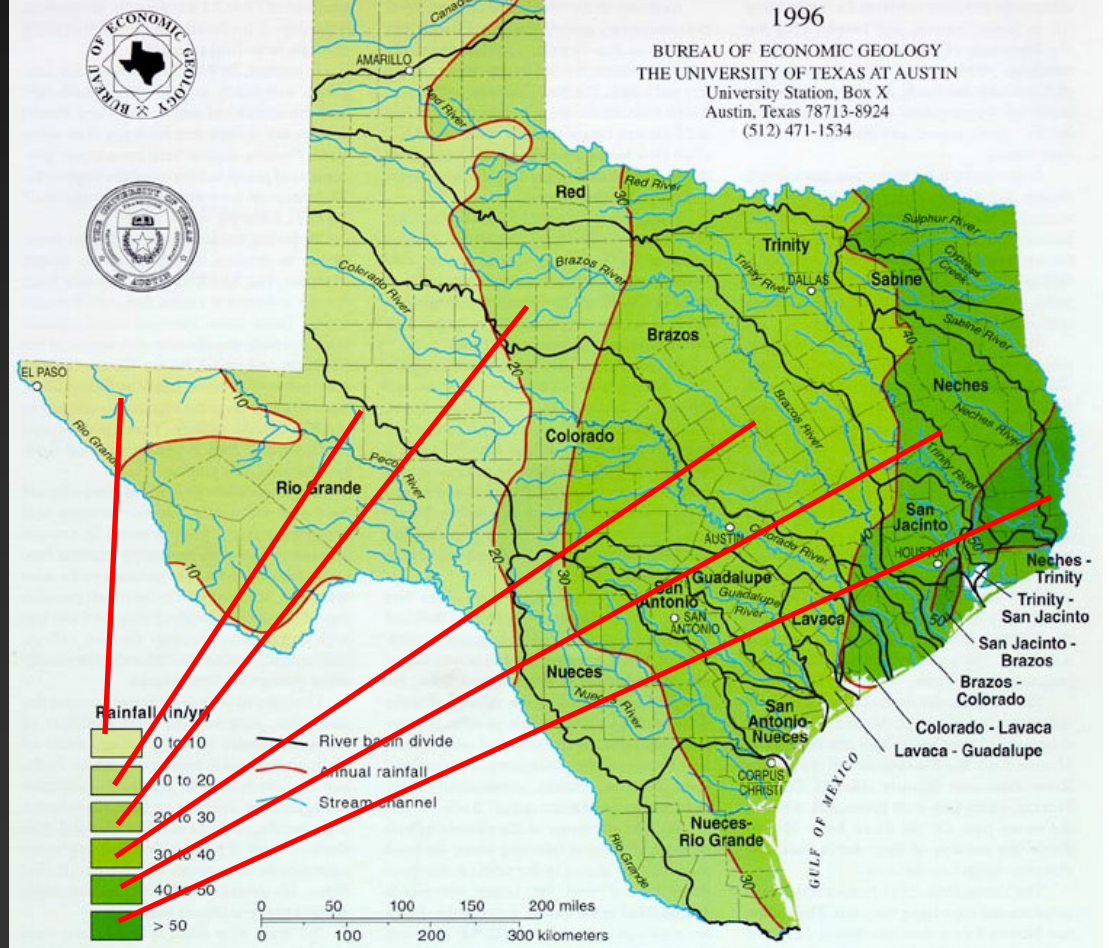 1996
BUREAU OF ECONOMIC GEOLOGY
THE UNIVERSITY OF TEXAS AT AUSTIN
University Station, Box X
Austin, Texas 78713-8924
(512) 471-1534
BUREAU OF ECONOMIC GEOLOGY
THE UNIVERSITY OF TEXAS
AT AUSTIN
AMARILLO
Red River
Red
30
Red River
Sulphur River
Trinity
Cypress
Creek
Colorado River
Brazos River
Trinity River
DALLAS
Sabine
Sabine River
Brazos
40
20
EL PASO
10
Neches
Rio Grande
Colorado
Brazos River
Neches River
Pecos River
Trinity River
Rio Grande
San
Jacinto
AUSTIN
Colorado River
40
HOUSTON
50
20
30
10
Guadalupe
San
Antonio
Guadalupe
River
SAN
ANTONIO
Lavaca
Neches -
Trinity
Trinity -
San Jacinto
50
San Jacinto -
Brazos
Nueces
Nueces River
Brazos -
Colorado
San
Antonio-
Nueces
Colorado - Lavaca
Lavaca - Guadalupe
CORPUS
CHRISTI
GULF OF MEXICO
Nueces-
Rio Grande
Rio Grande
30
Rainfall (in/yr)
0 to 10
10 to 20
20 to 30
30 to 40
40 to 50
> 50
River basin divide
Annual rainfall
Stream channel
0 50 100 150 200 miles
0 100 200 300 kilometers